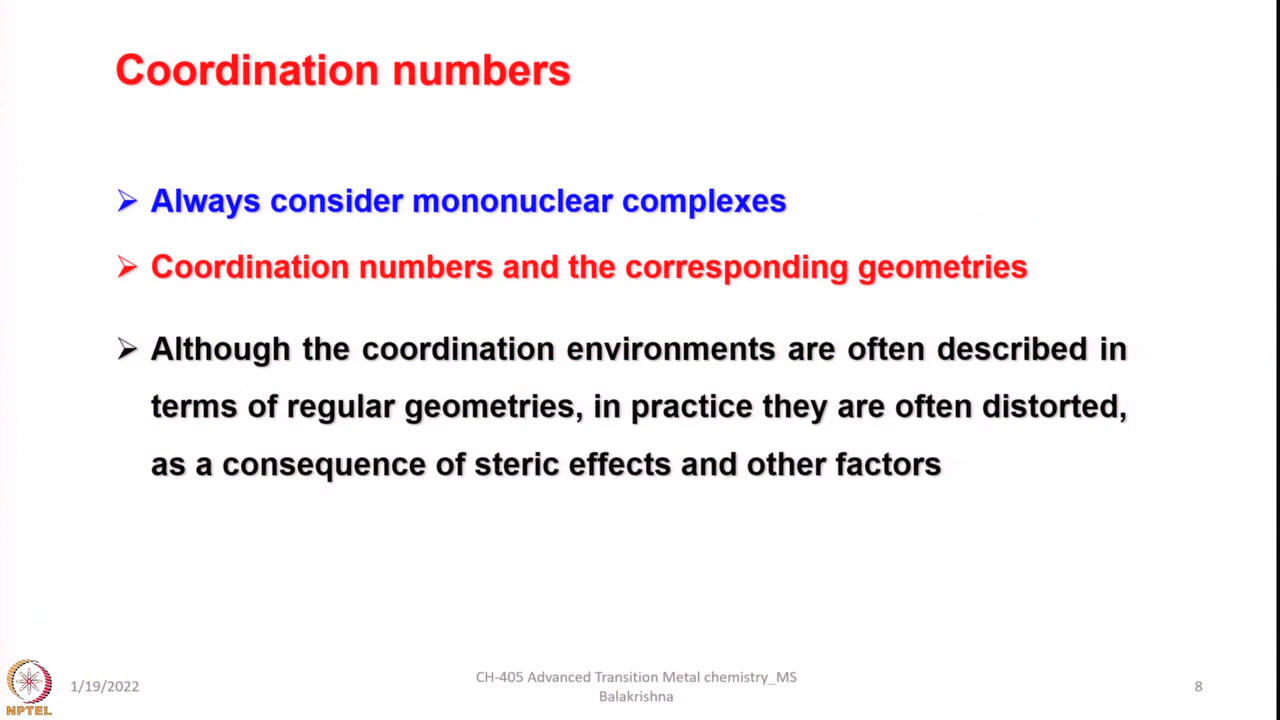 Coordination numbers
Always consider mononuclear complexes
Coordination numbers and the corresponding geometries
Although the coordination environments are often described in
terms of regular geometries, in practice they are often distorted,
as a consequence of steric effects and other factors
NPTEL
1/19/2022
CH-405 Advanced Transition Metal chemistry_MS
Balakrishna
8